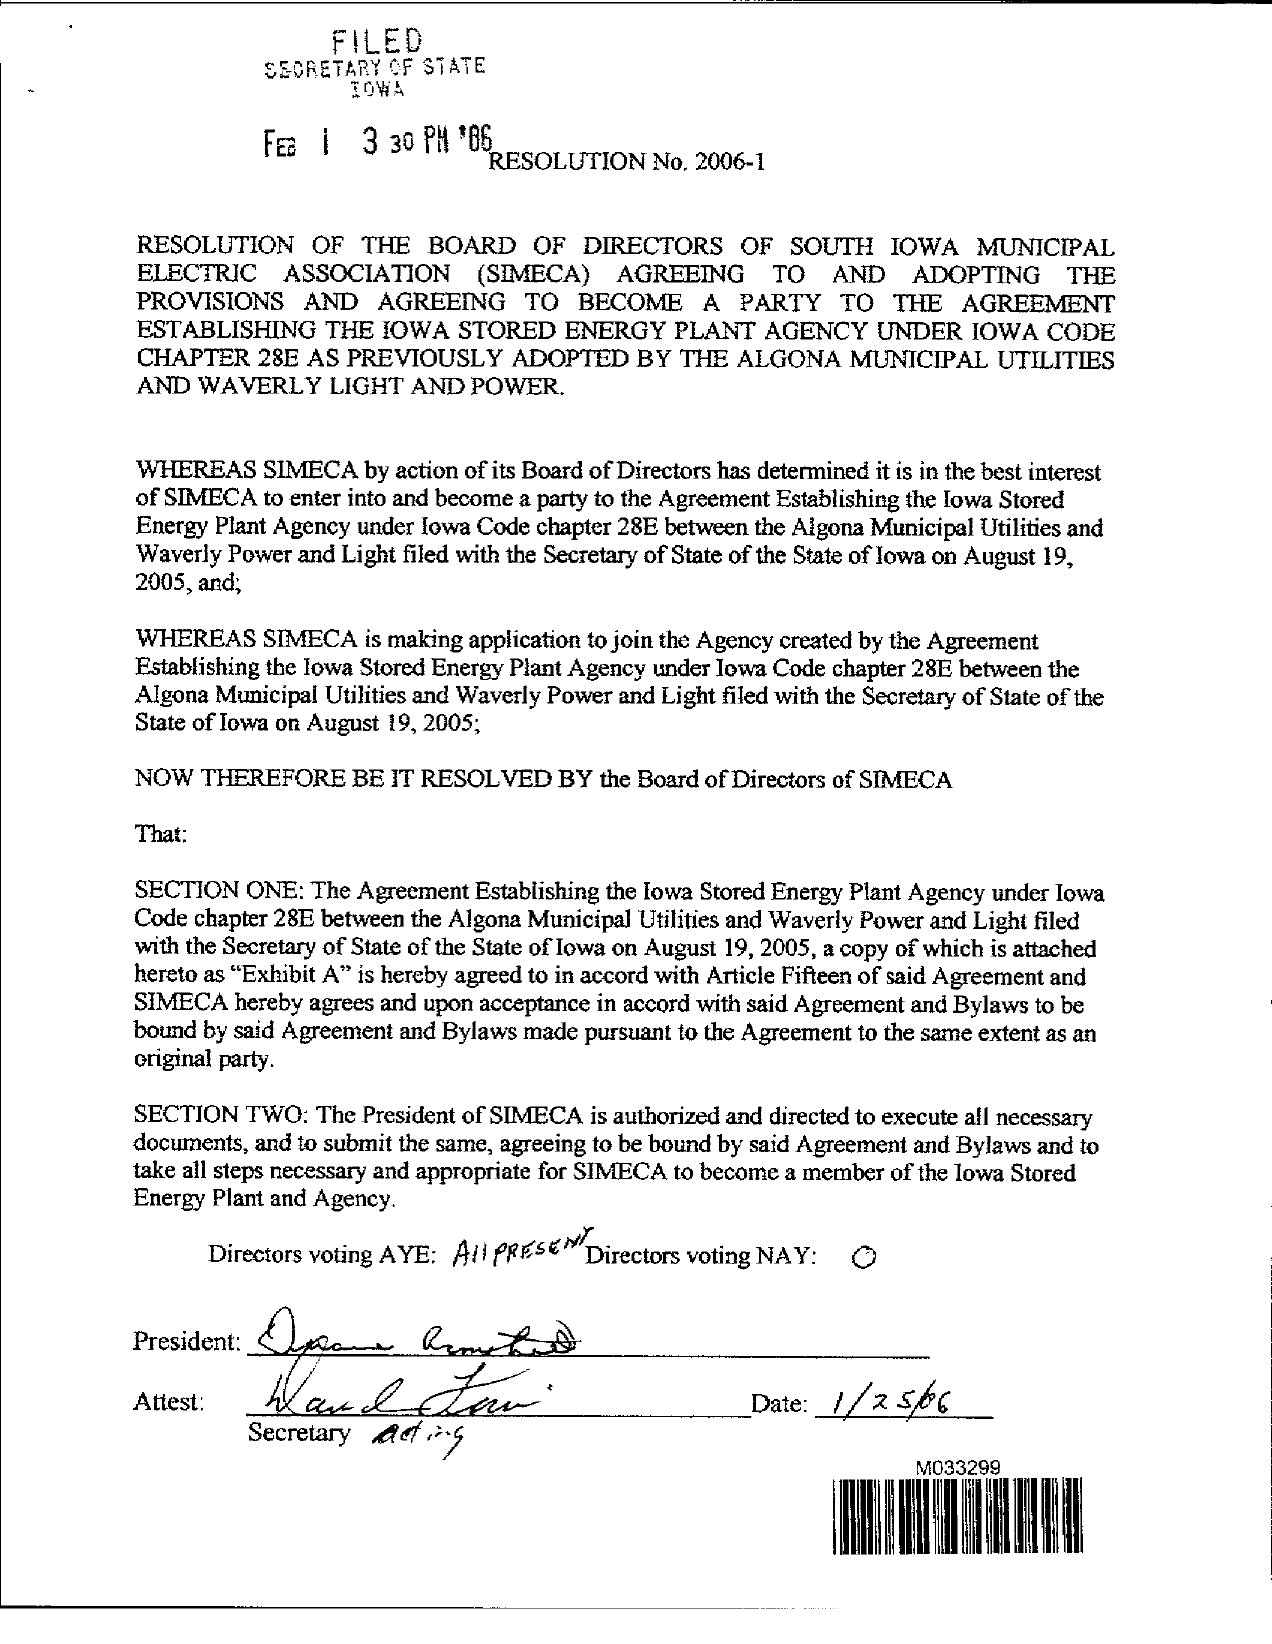 FILED
SECRETARY OF STATE
IOWA
FEB 1 3 30 PM '06
RESOLUTION No. 2006-1
RESOLUTION OF THE BOARD OF DIRECTORS OF SOUTH IOWA MUNICIPAL
ELECTRIC ASSOCIATION (SIMECA) AGREEING TO AND ADOPTING THE
PROVISIONS AND AGREEING TO BECOME A PARTY TO THE AGREEMENT
ESTABLISHING THE IOWA STORED ENERGY PLANT AGENCY UNDER IOWA CODE
CHAPTER 28E AS PREVIOUSLY ADOPTED BY THE ALGONA MUNICIPAL UTILITIES
AND WAVERLY LIGHT AND POWER.
WHEREAS SIMECA by action of its Board of Directors has determined it is in the best interest
of SIMECA to enter into and become a party to the Agreement Establishing the Iowa Stored
Energy Plant Agency under Iowa Code chapter 28E between the Algona Municipal Utilities and
Waverly Power and Light filed with the Secretary of State of the State of Iowa on August 19,
2005, and;
WHEREAS SIMECA is making application to join the Agency created by the Agreement
Establishing the Iowa Stored Energy Plant Agency under Iowa Code chapter 28E between the
Algona Municipal Utilities and Waverly Power and Light filed with the Secretary of State of the
State of Iowa on August 19, 2005;
NOW THEREFORE BE IT RESOLVED BY the Board of Directors of SIMECA
That:
SECTION ONE: The Agreement Establishing the Iowa Stored Energy Plant Agency under Iowa
Code chapter 28E between the Algona Municipal Utilities and Waverly Power and Light filed
with the Secretary of State of the State of Iowa on August 19, 2005, a copy of which is attached
hereto as “Exhibit A” is hereby agreed to in accord with Article Fifteen of said Agreement and
SIMECA hereby agrees and upon acceptance in accord with said Agreement and Bylaws to be
bound by said Agreement and Bylaws made pursuant to the Agreement to the same extent as an
original party.
SECTION TWO: The President of SIMECA is authorized and directed to execute all necessary
documents, and to submit the same, agreeing to be bound by said Agreement and Bylaws and to
take all steps necessary and appropriate for SIMECA to become a member of the Iowa Stored
Energy Plant and Agency.
Directors voting AYE: All PRESENT Directors voting NAY: 0
President:
Attest: Date: 1/25/06
Secretary acting
M033299